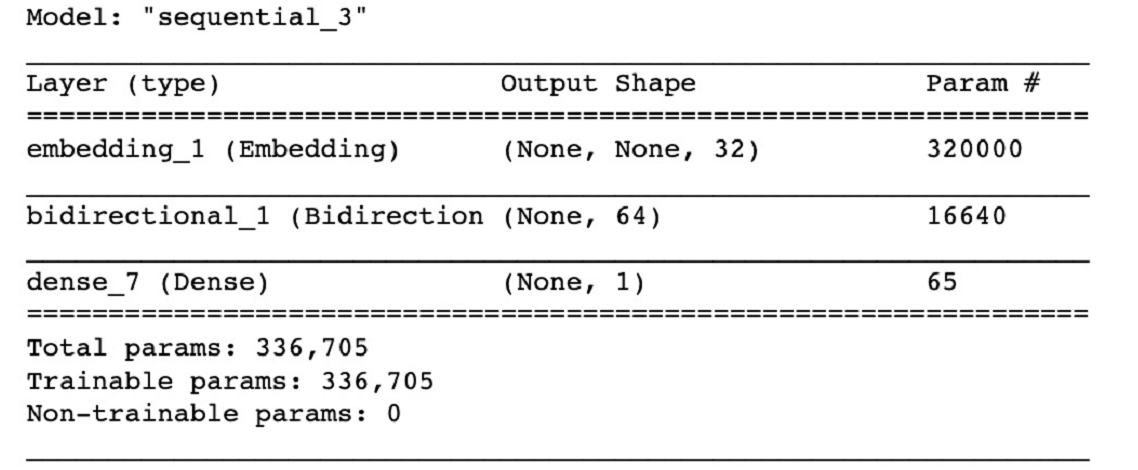 Model: "sequential_3"
Layer (type) Output Shape Param #
embedding_1 (Embedding) (None, None, 32) 320000
bidirectional_1 (Bidirection (None, 64) 16640
dense_7 (Dense) (None, 1) 65
Total params: 336,705
Trainable params: 336,705
Non-trainable params: 0